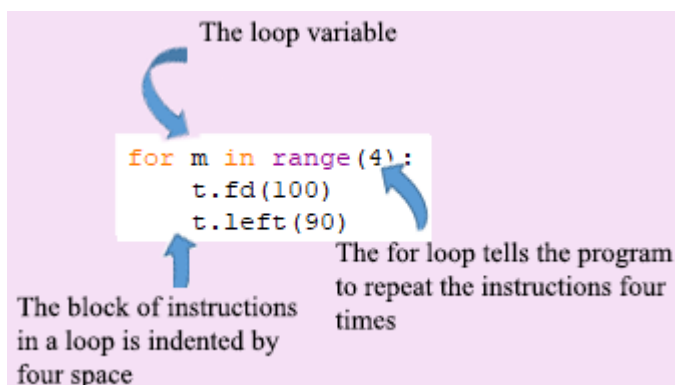 The loop variable
for m in range(4):
t.fd(100)
t.left(90)
The for loop tells the program
to repeat the instructions four
times
The block of instructions
in a loop is indented by
four space